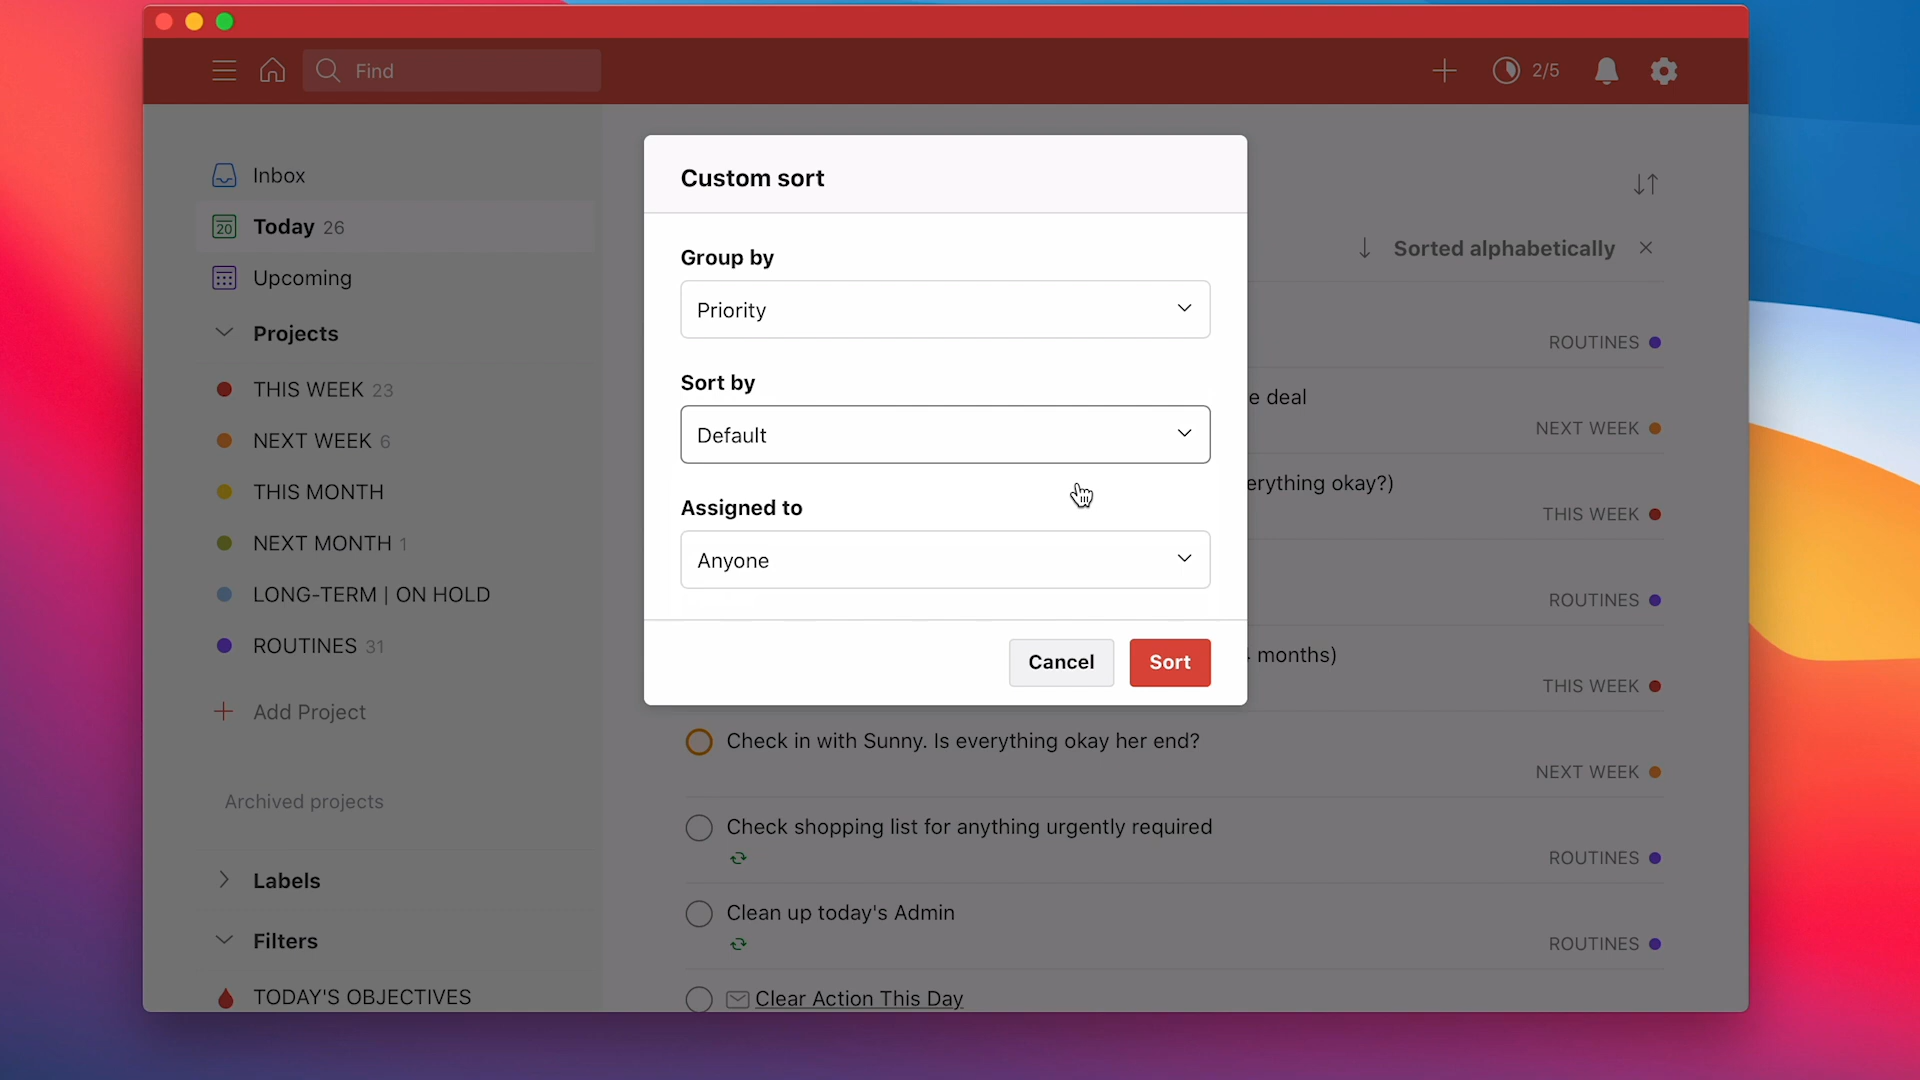 Find
2/5
Inbox
Today 26
Upcoming
Projects
THIS WEEK 23
NEXT WEEK 6
THIS MONTH
NEXT MONTH 1
LONG-TERM | ON HOLD
ROUTINES 31
Add Project
Archived projects
Labels
Filters
TODAY'S OBJECTIVES
Custom sort
Group by
Priority
Sort by
Default
Assigned to
Anyone
Cancel
Sort
Sorted alphabetically
ROUTINES
e deal
NEXT WEEK
erything okay?)
THIS WEEK
ROUTINES
months)
THIS WEEK
Check in with Sunny. Is everything okay her end?
NEXT WEEK
Check shopping list for anything urgently required
ROUTINES
Clean up today's Admin
ROUTINES
Clear Action This Day